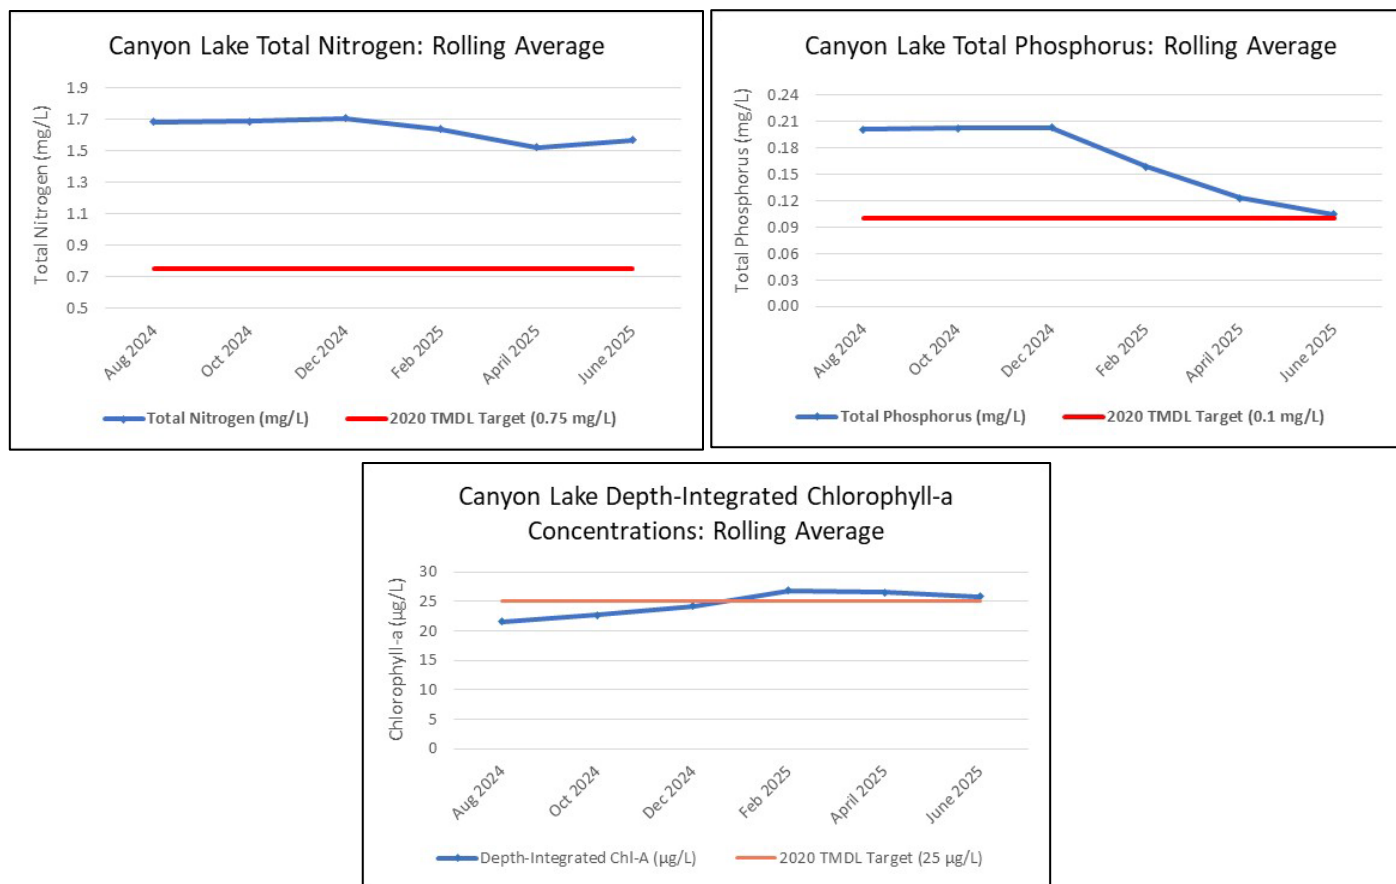 Canyon Lake Total Nitrogen: Rolling Average
Total Nitrogen (mg/L)
1.9
1.7
1.5
1.3
1.1
0.9
0.7
0.5
Aug 2024
Oct 2024
Dec 2024
Feb 2025
April 2025
June 2025
Total Nitrogen (mg/L)
2020 TMDL Target (0.75 mg/L)
Canyon Lake Total Phosphorus: Rolling Average
Total Phosphorus (mg/L)
0.24
0.21
0.18
0.15
0.12
0.09
0.06
0.03
0.00
Aug 2024
Oct 2024
Dec 2024
Feb 2025
April 2025
June 2025
Total Phosphorus (mg/L)
2020 TMDL Target (0.1 mg/L)
Canyon Lake Depth-Integrated Chlorophyll-a
Concentrations: Rolling Average
Chlorophyll-a (µg/L)
30
25
20
15
10
5
0
Aug 2024
Oct 2024
Dec 2024
Feb 2025
April 2025
June 2025
Depth-Integrated Chl-A (µg/L)
2020 TMDL Target (25 µg/L)